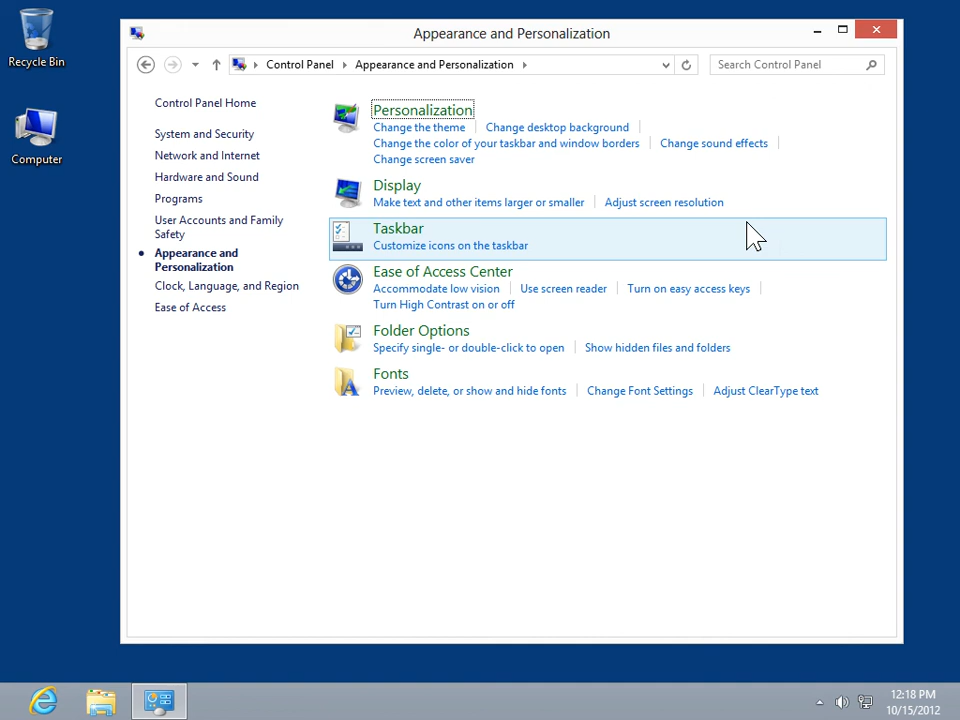 Recycle Bin
Computer
Appearance and Personalization
Control Panel Appearance and Personalization
Search Control Panel
Control Panel Home
System and Security
Network and Internet
Hardware and Sound
Programs
User Accounts and Family
Safety
Appearance and
Personalization
Clock, Language, and Region
Ease of Access
Personalization
Change the theme Change desktop background
Change the color of your taskbar and window borders Change sound effects
Change screen saver
Display
Make text and other items larger or smaller Adjust screen resolution
Taskbar
Customize icons on the taskbar
Ease of Access Center
Accommodate low vision Use screen reader Turn on easy access keys
Turn High Contrast on or off
Folder Options
Specify single- or double-click to open Show hidden files and folders
Fonts
Preview, delete, or show and hide fonts Change Font Settings Adjust ClearType text
12:18 PM
10/15/2012